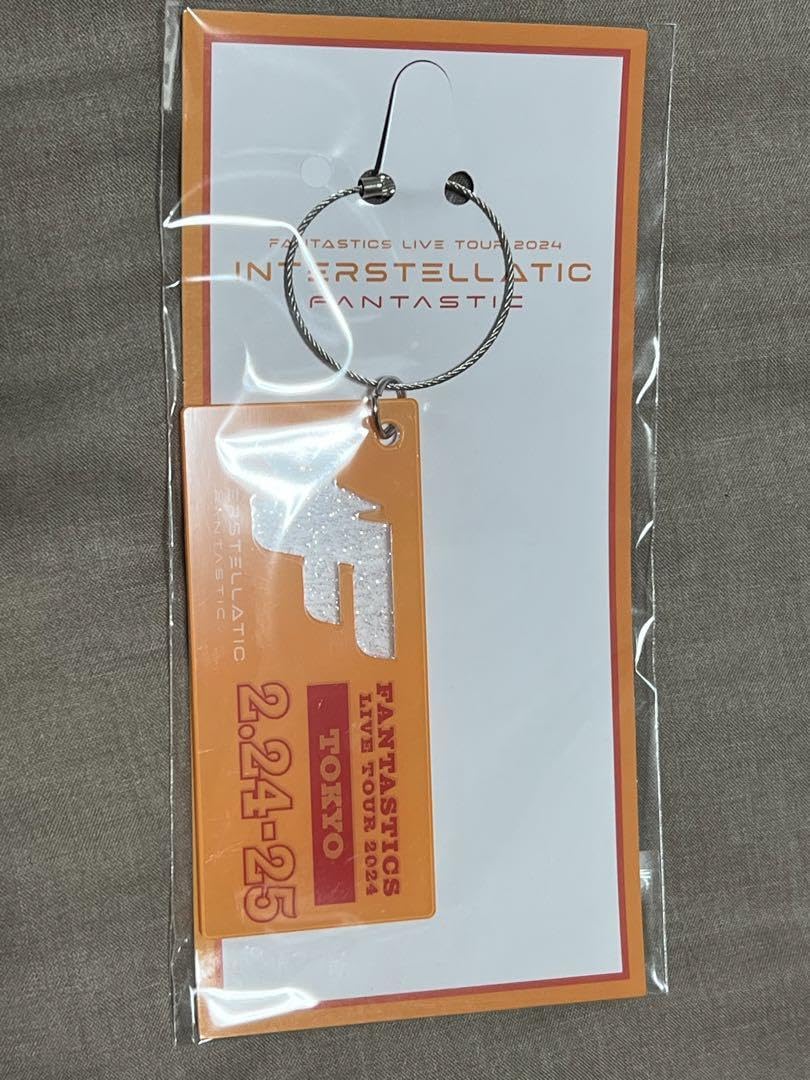 FANTASTICS LIVE TOUR 2024
INTERSTELLATIC
FANTASTIC
FANTASTICS
LIVE TOUR 2024
TOKYO
2.24-25
ERSTELLATIC
FANTASTIC